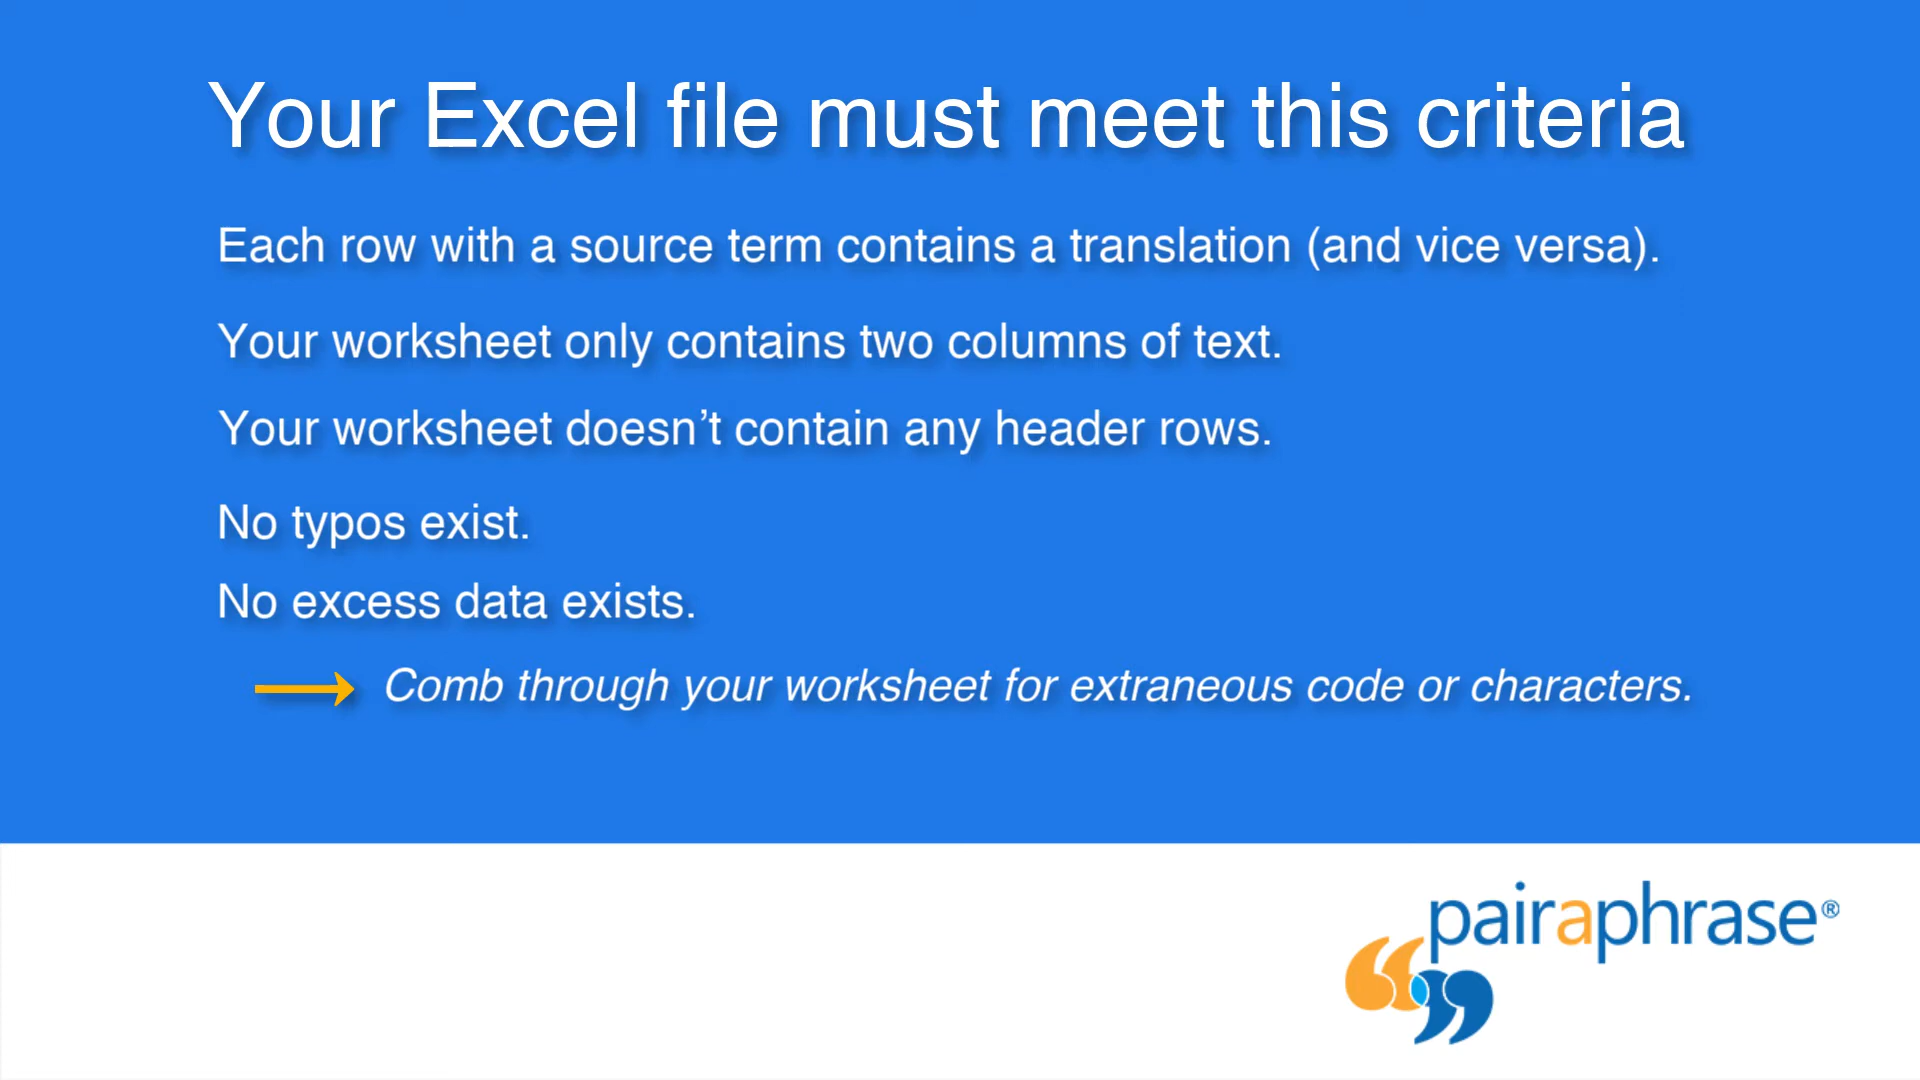 Your Excel file must meet this criteria
Each row with a source term contains a translation (and vice versa).
Your worksheet only contains two columns of text.
Your worksheet doesn’t contain any header rows.
No typos exist.
No excess data exists.
Comb through your worksheet for extraneous code or characters.
pairaphrase®